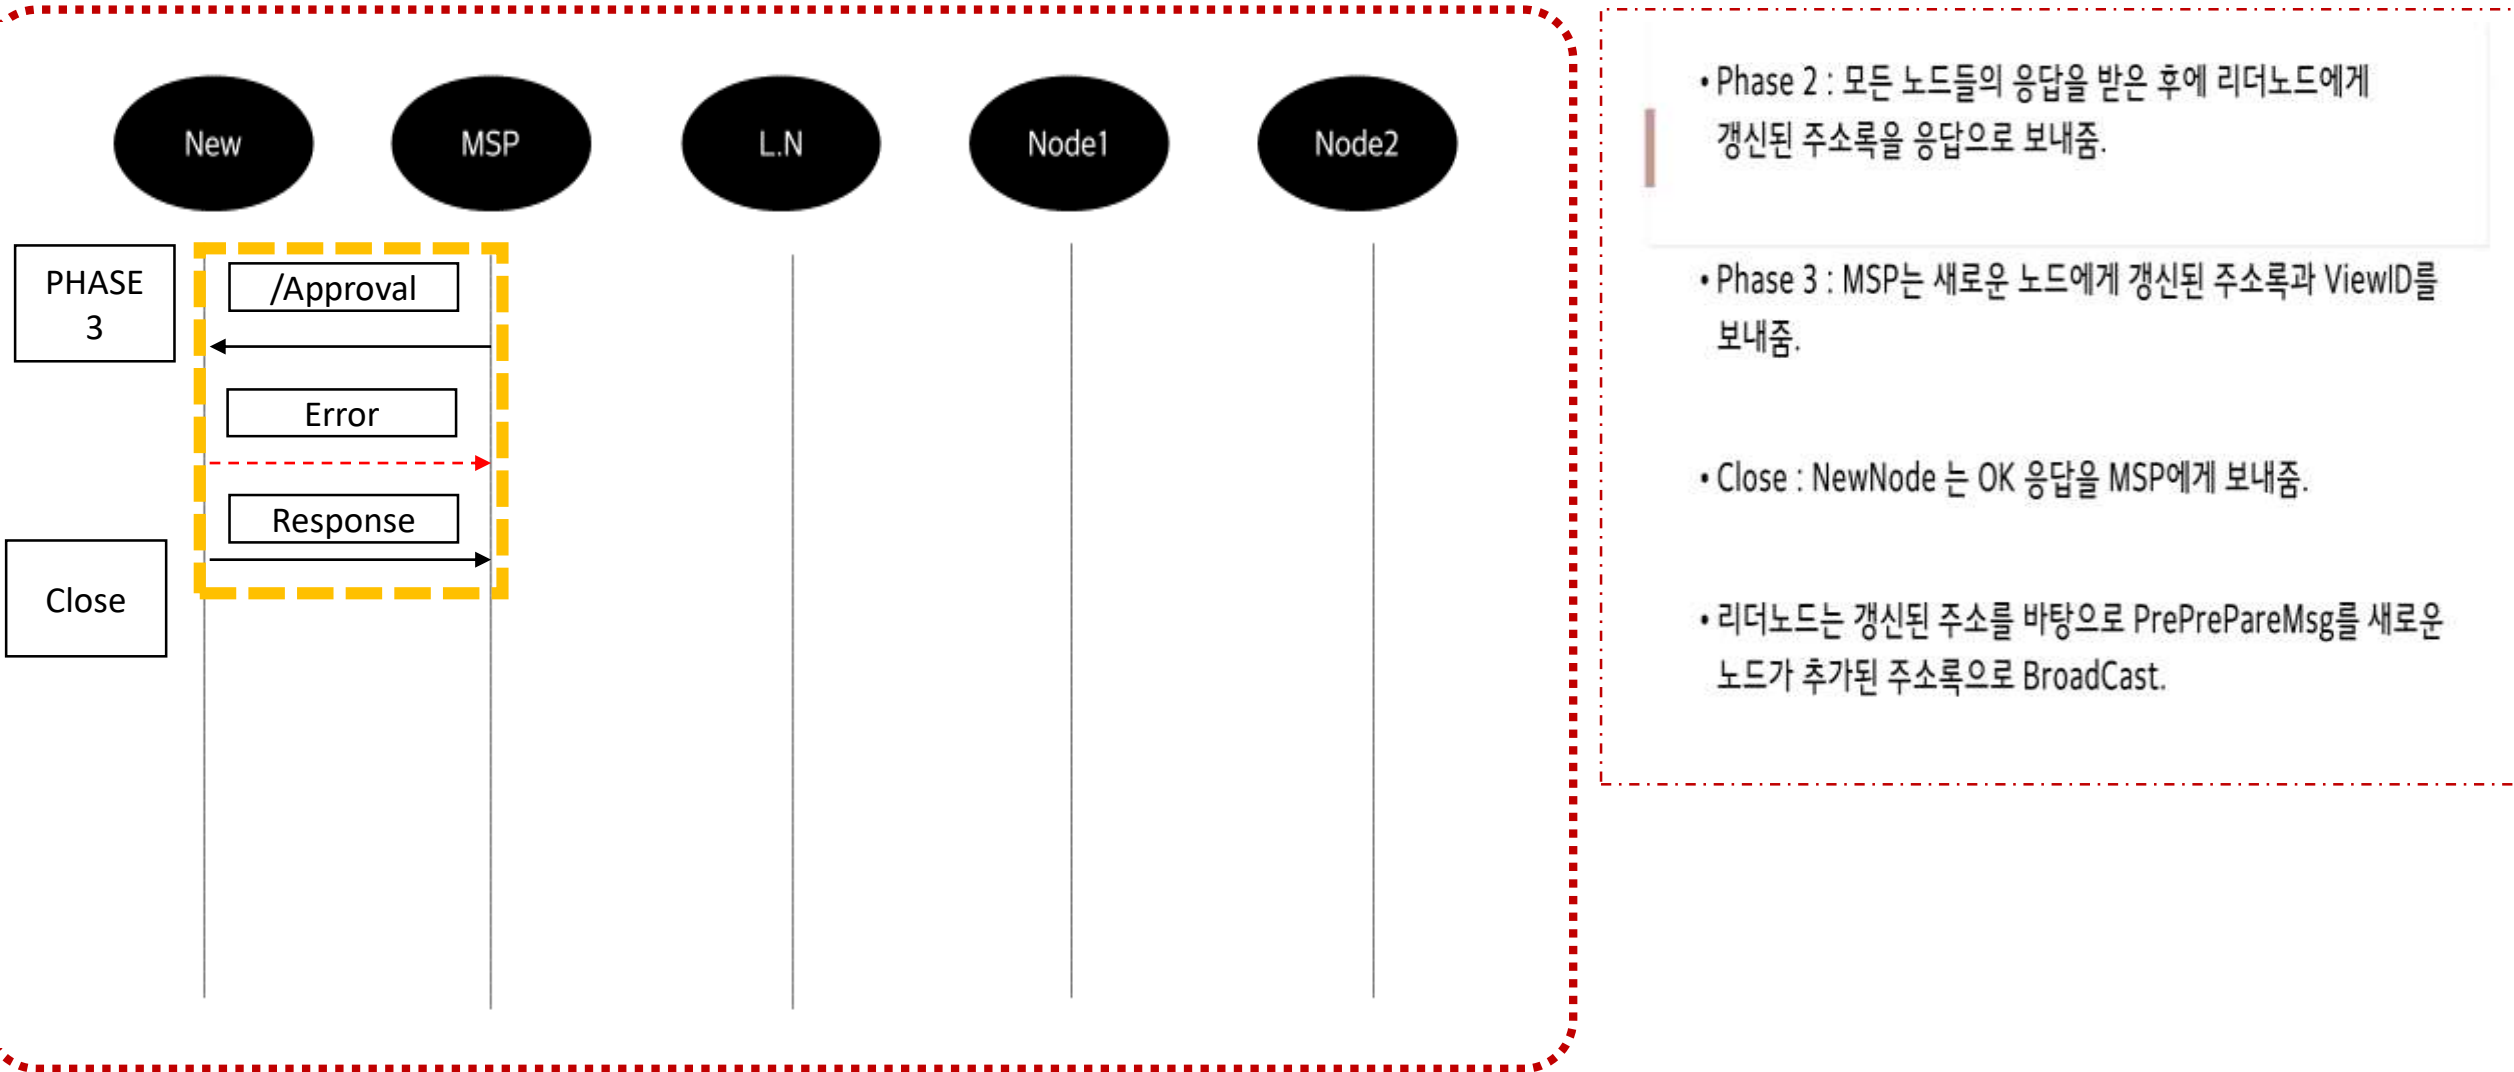 New
MSP
L.N
Node1
Node2
PHASE
3
/Approval
Error
Response
Close
• Phase 2 : 모든 노드들의 응답을 받은 후에 리더노드에게
갱신된 주소록을 응답으로 보내줌.
• Phase 3 : MSP는 새로운 노드에게 갱신된 주소록과 ViewID를
보내줌.
• Close : NewNode 는 OK 응답을 MSP에게 보내줌.
• 리더노드는 갱신된 주소를 바탕으로 PrePrePareMsg를 새로운
노드가 추가된 주소록으로 BroadCast.